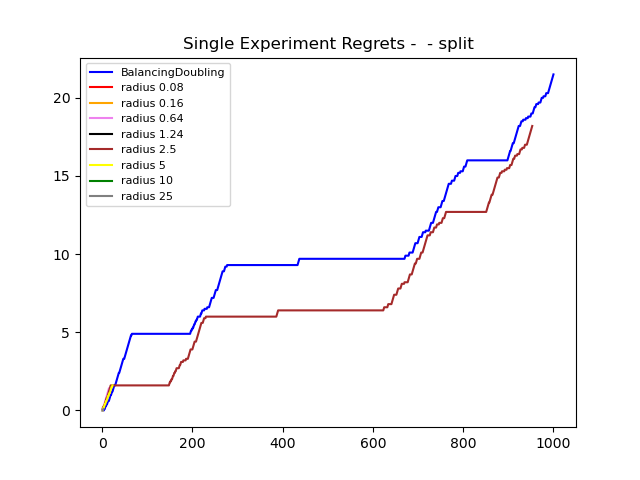 Single Experiment Regrets -  - split
BalancingDoubling
radius 0.08
radius 0.16
radius 0.64
radius 1.24
radius 2.5
radius 5
radius 10
radius 25
20
15
10
5
0
0 200 400 600 800 1000